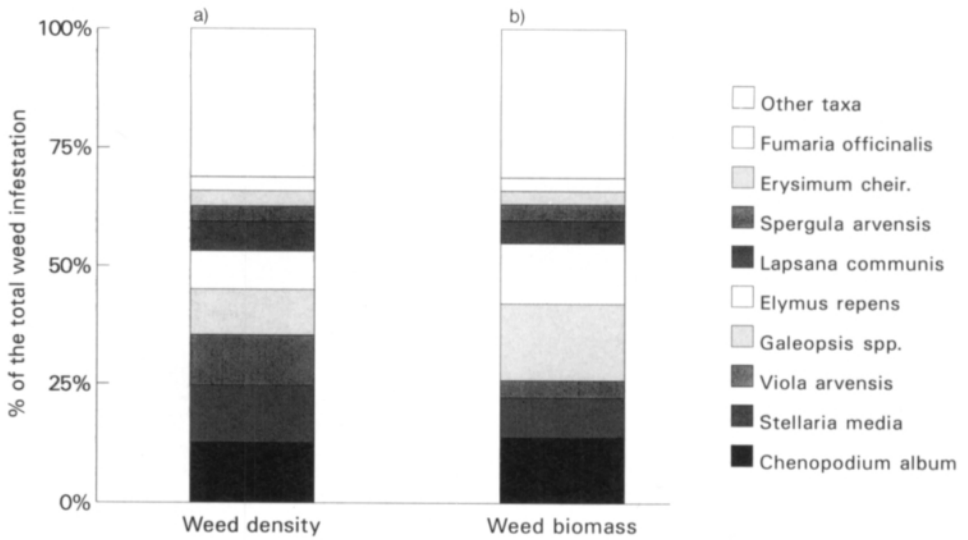 a)
b)
100%
75%
50%
25%
0%
% of the total weed infestation
Weed density
Weed biomass
Other taxa
Fumaria officinalis
Erysimum cheir.
Spergula arvensis
Lapsana communis
Elymus repens
Galeopsis spp.
Viola arvensis
Stellaria media
Chenopodium album